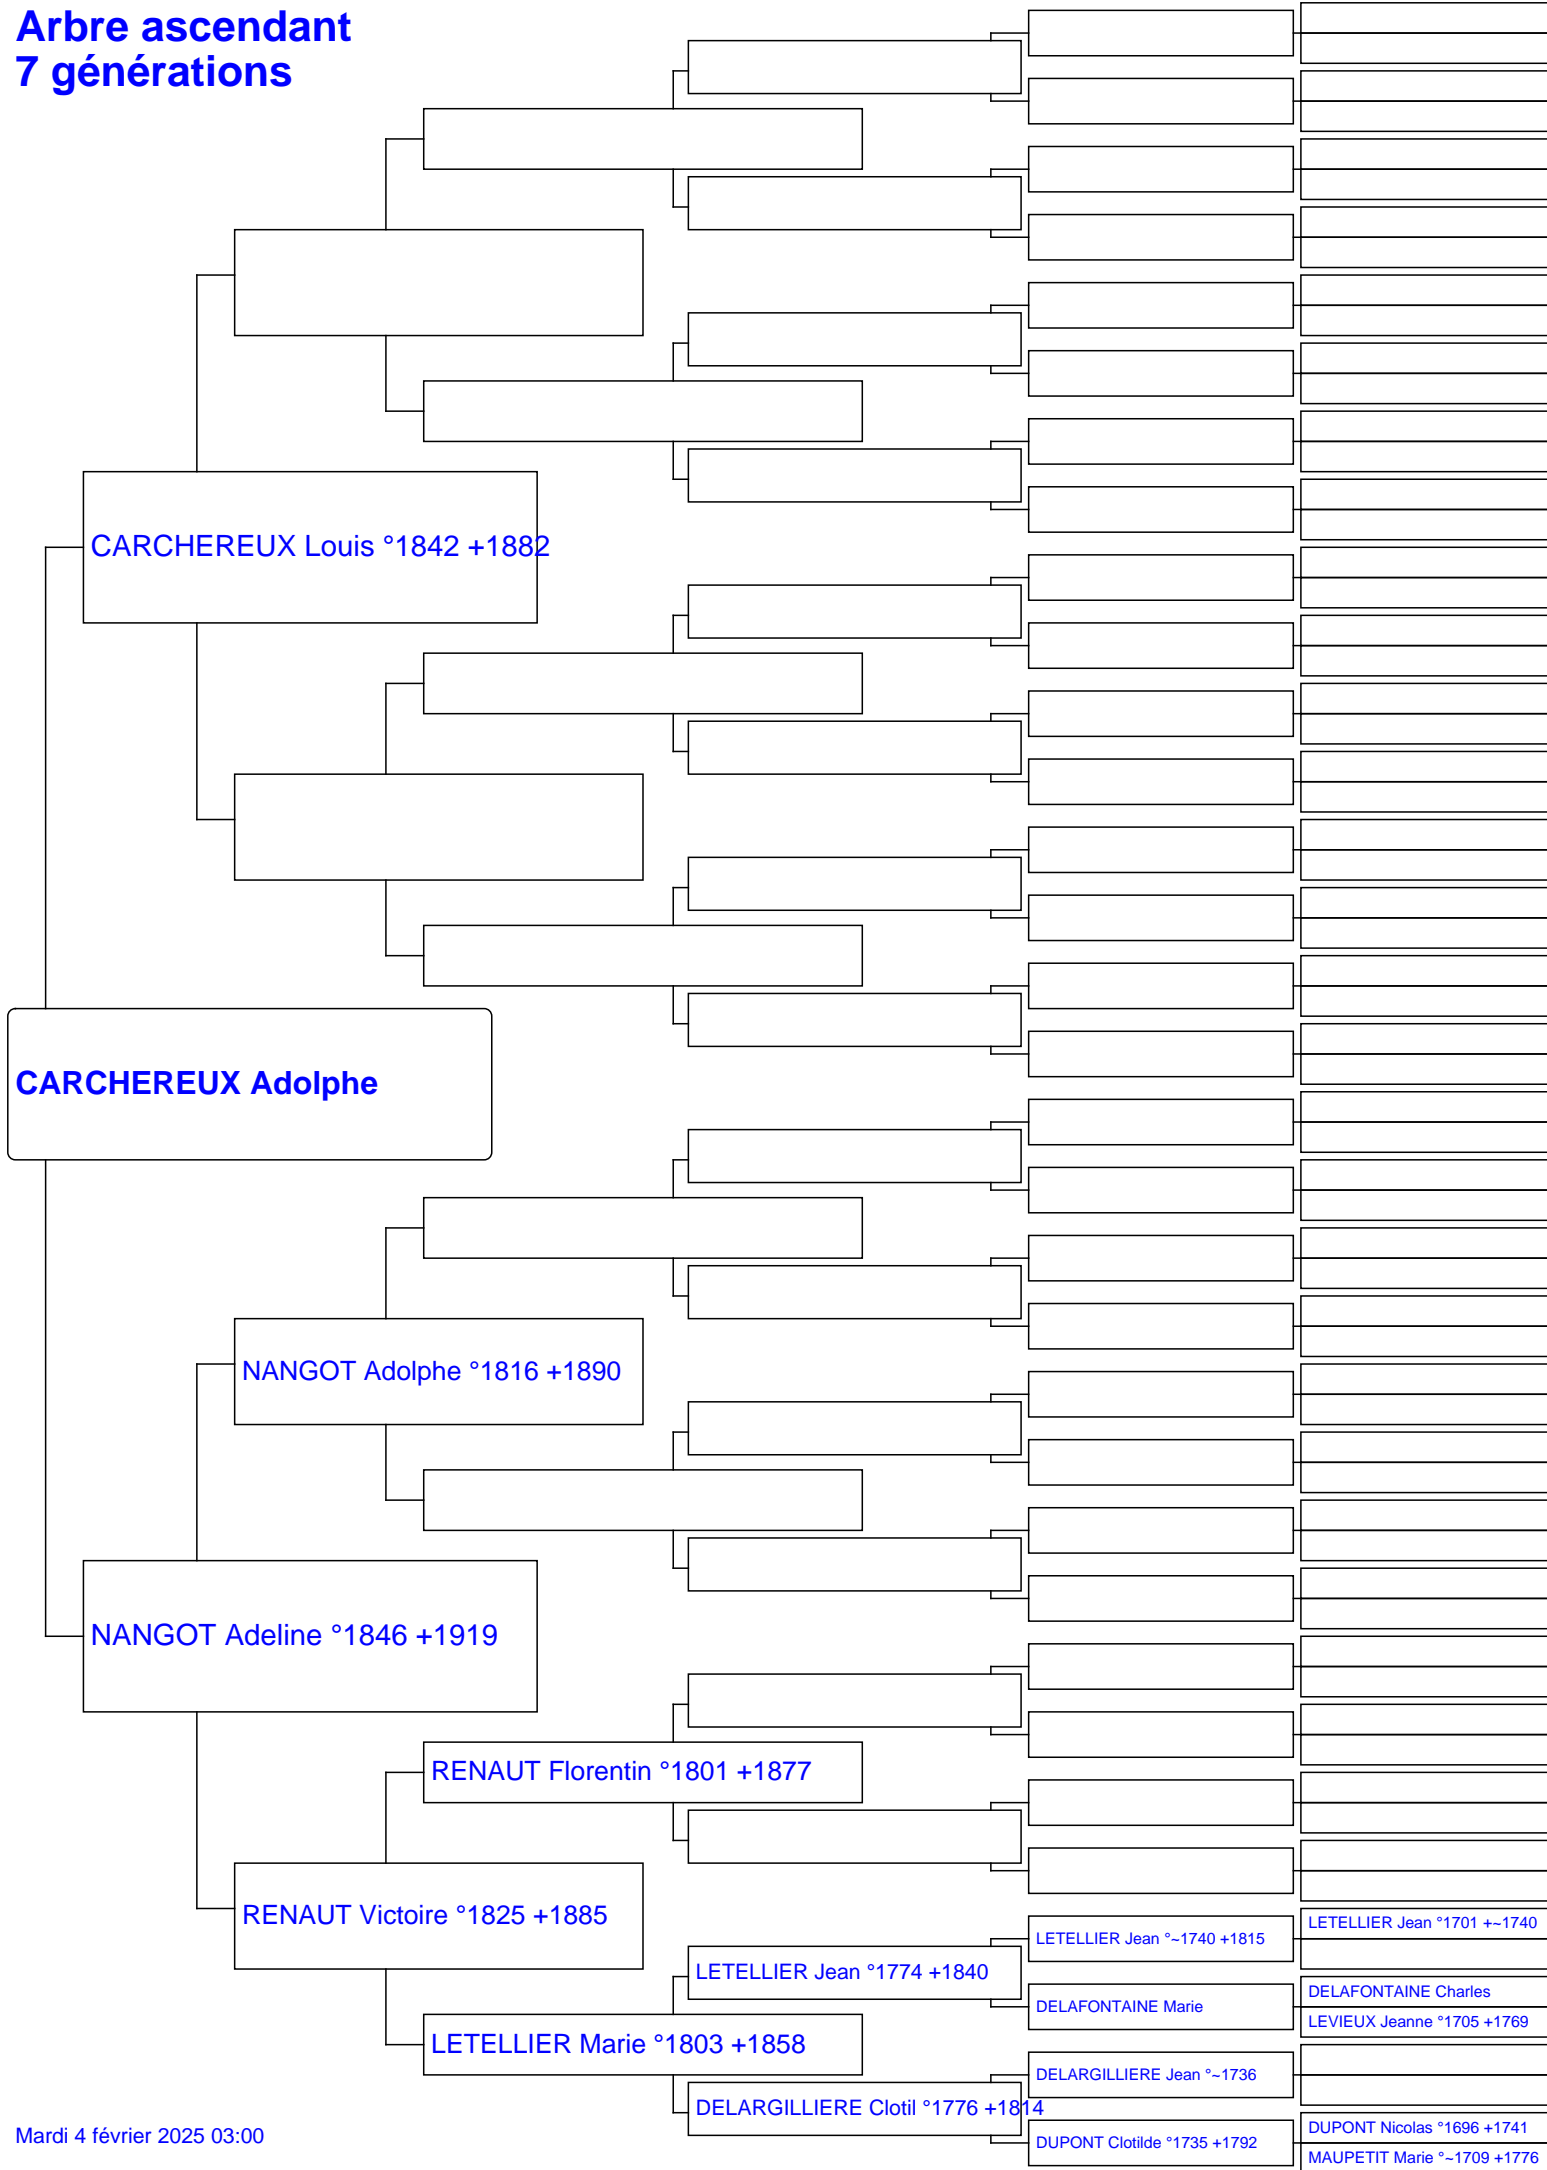 Arbre ascendant
7 générations
CARCHEREUX Louis °1842 +1882
CARCHEREUX Adolphe
NANGOT Adolphe °1816 +1890
NANGOT Adeline °1846 +1919
RENAUT Florentin °1801 +1877
RENAUT Victoire °1825 +1885
LETELLIER Jean °1701 +~1740
LETELLIER Jean °~1740 +1815
LETELLIER Jean °1774 +1840
DELAFONTAINE Charles
DELAFONTAINE Marie
LEVIEUX Jeanne °1705 +1769
LETELLIER Marie °1803 +1858
DELARGILLIERE Jean °~1736
DELARGILLIERE Clotil °1776 +1814
DUPONT Nicolas °1696 +1741
DUPONT Clotilde °1735 +1792
MAUPETIT Marie °~1709 +1776
Mardi 4 février 2025 03:00